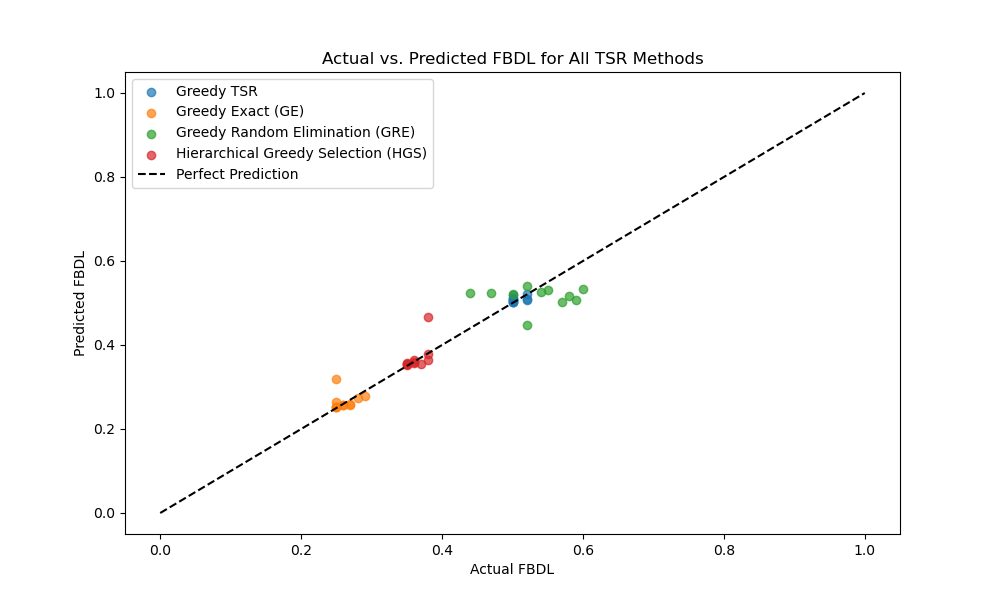 Actual vs. Predicted FBDL for All TSR Methods
Greedy TSR
Greedy Exact (GE)
Greedy Random Elimination (GRE)
Hierarchical Greedy Selection (HGS)
Perfect Prediction
1.0
0.8
0.6
0.4
0.2
0.0
Predicted FBDL
0.0 0.2 0.4 0.6 0.8 1.0
Actual FBDL